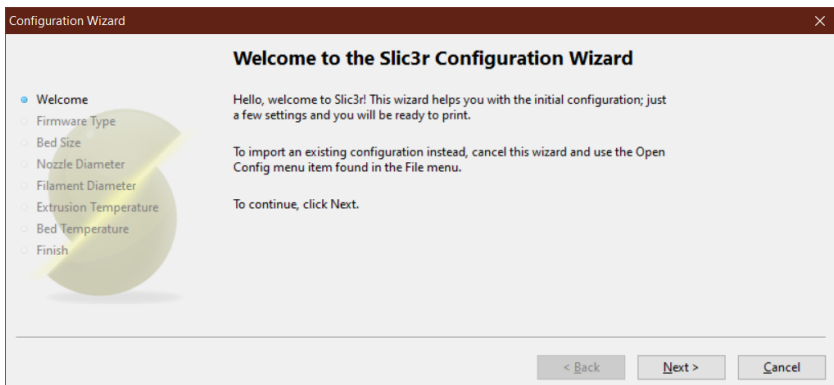 Configuration Wizard
Welcome to the Slic3r Configuration Wizard
Welcome
Firmware Type
Bed Size
Nozzle Diameter
Filament Diameter
Extrusion Temperature
Bed Temperature
Finish
Hello, welcome to Slic3r! This wizard helps you with the initial configuration; just
a few settings and you will be ready to print.
To import an existing configuration instead, cancel this wizard and use the Open
Config menu item found in the File menu.
To continue, click Next.
< Back
Next >
Cancel